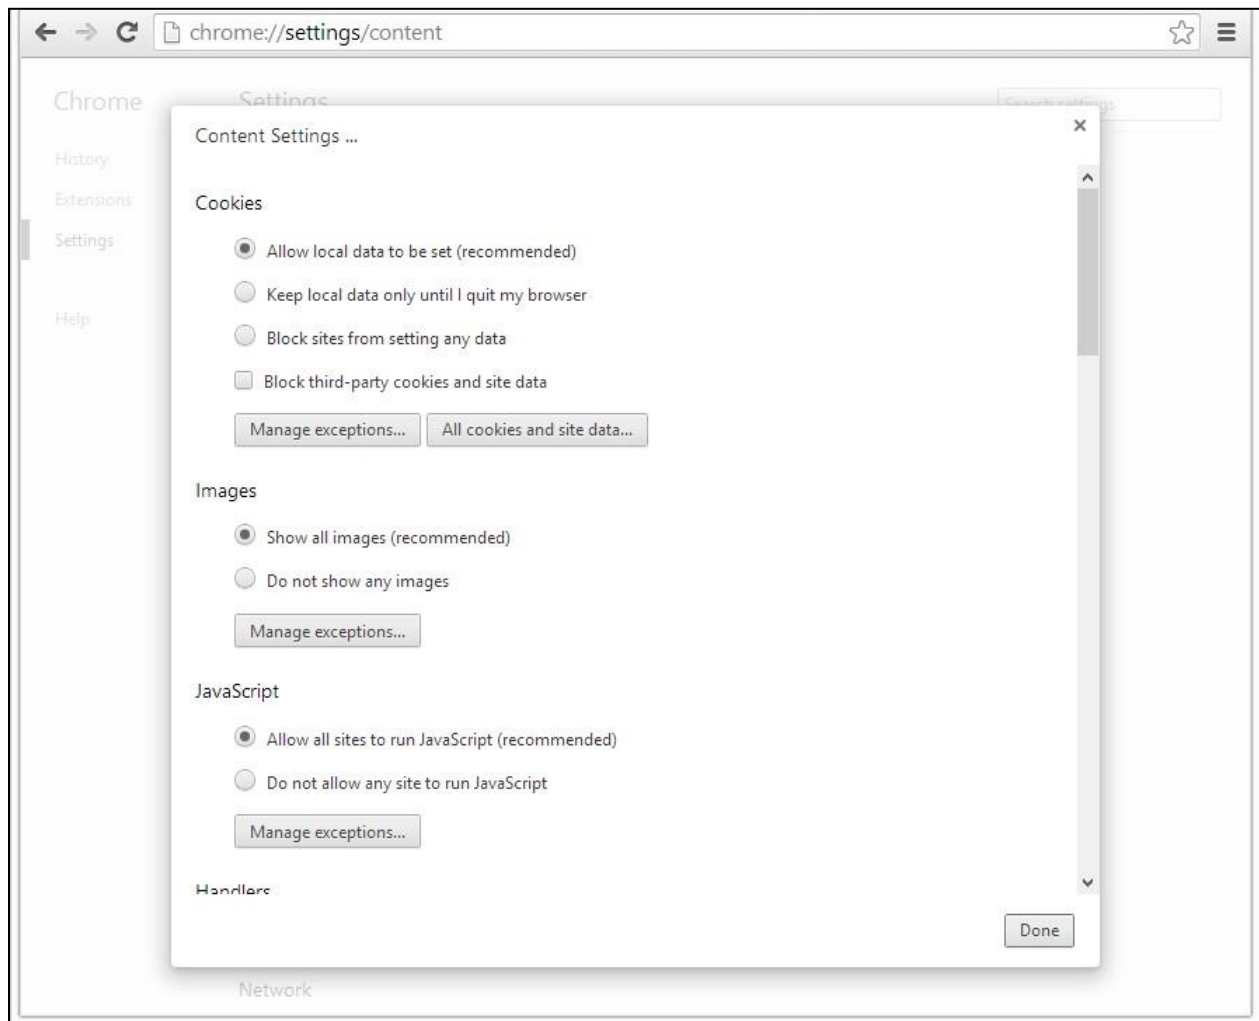 chrome://settings/content
Chrome
Settings
Search settings
History
Extensions
Settings
Help
Content Settings ...
Cookies
Allow local data to be set (recommended)
Keep local data only until I quit my browser
Block sites from setting any data
Block third-party cookies and site data
Manage exceptions... All cookies and site data...
Images
Show all images (recommended)
Do not show any images
Manage exceptions...
JavaScript
Allow all sites to run JavaScript (recommended)
Do not allow any site to run JavaScript
Manage exceptions...
Handlers
Done
Network